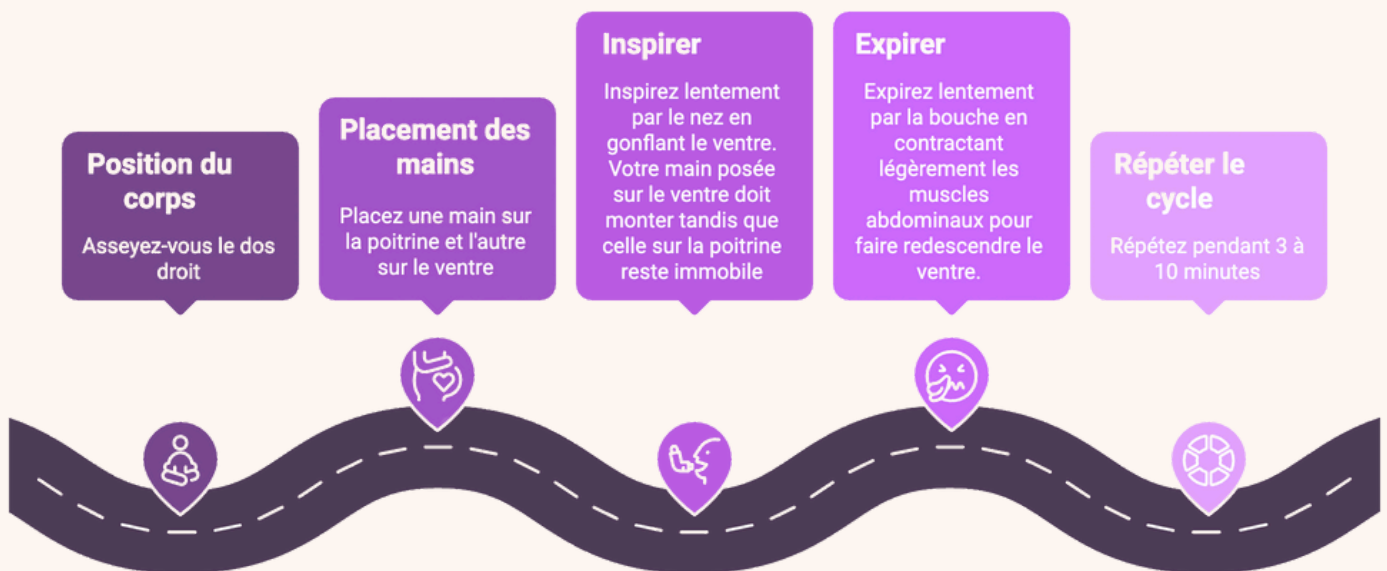 Position du
corps
Asseyez-vous le dos
droit
Placement des
mains
Placez une main sur
la poitrine et l'autre
sur le ventre
Inspirer
Inspirez lentement
par le nez en
gonflant le ventre.
Votre main posée
sur le ventre doit
monter tandis que
celle sur la poitrine
reste immobile
Expirer
Expirez lentement
par la bouche en
contractant
légèrement les
muscles
abdominaux pour
faire redescendre le
ventre.
Répéter le
cycle
Répétez pendant 3 à
10 minutes